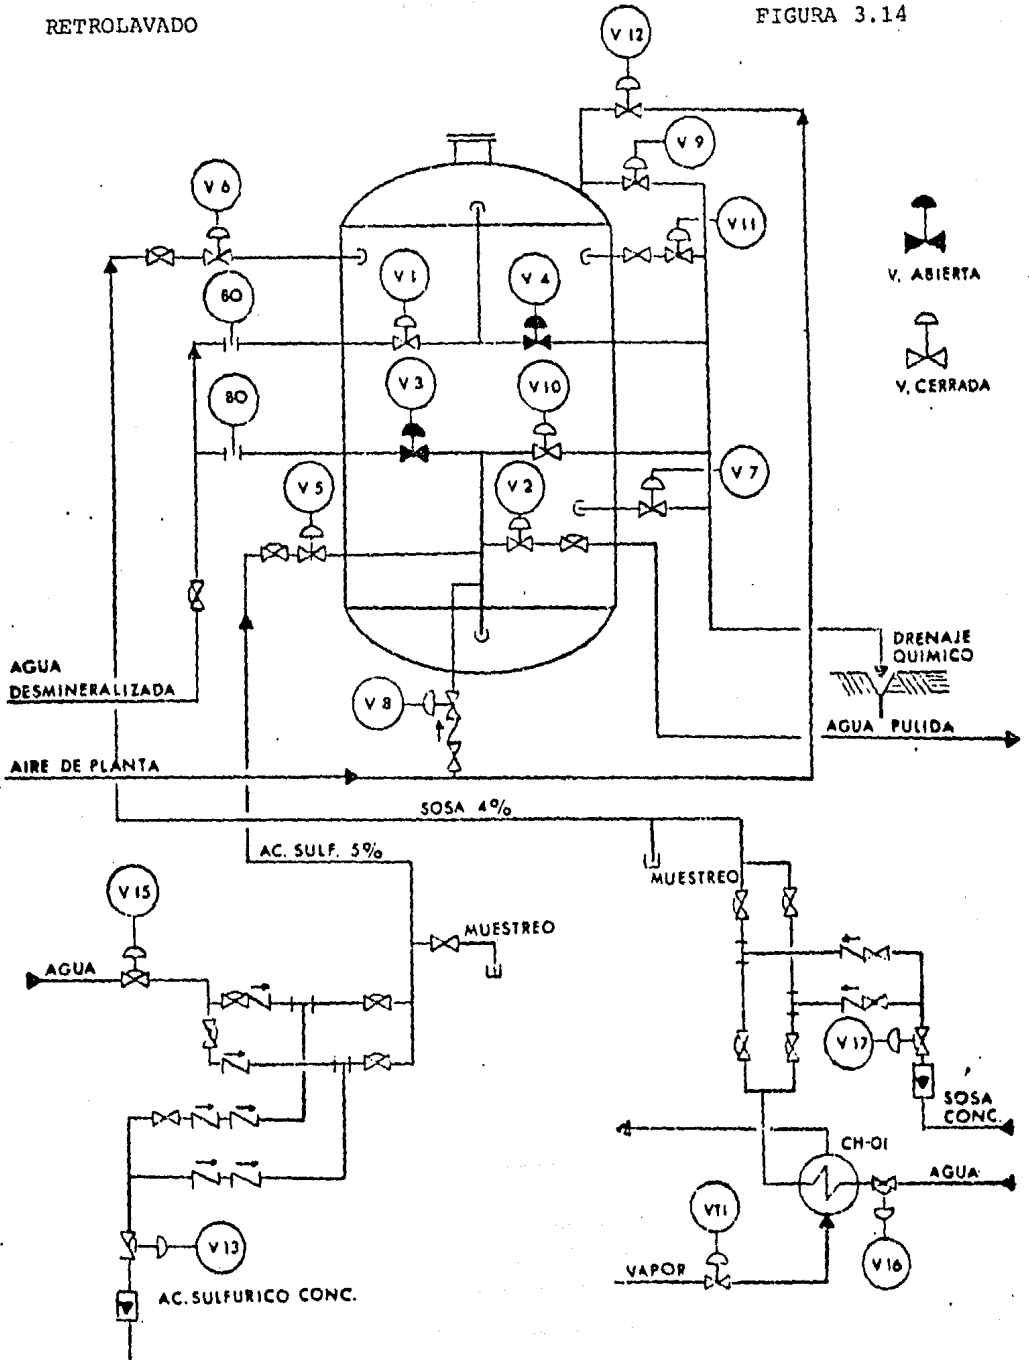 RETROLAVADO
FIGURA 3.14
V 12
V 9
V 6
V 11
V 1
V 4
V. ABIERTA
BO
V 3
V 10
V. CERRADA
BO
V 5
V 2
V 7
AGUA
DESMINERALIZADA
DRENAJE
QUIMICO
V 8
AGUA PULIDA
AIRE DE PLANTA
SOSA 4%
AC. SULF. 5%
MUESTREO
V 15
MUESTREO
AGUA
V 17
SOSA
CONC.
CH-01
AGUA
VT1
V 13
VAPOR
V 16
AC. SULFURICO CONC.